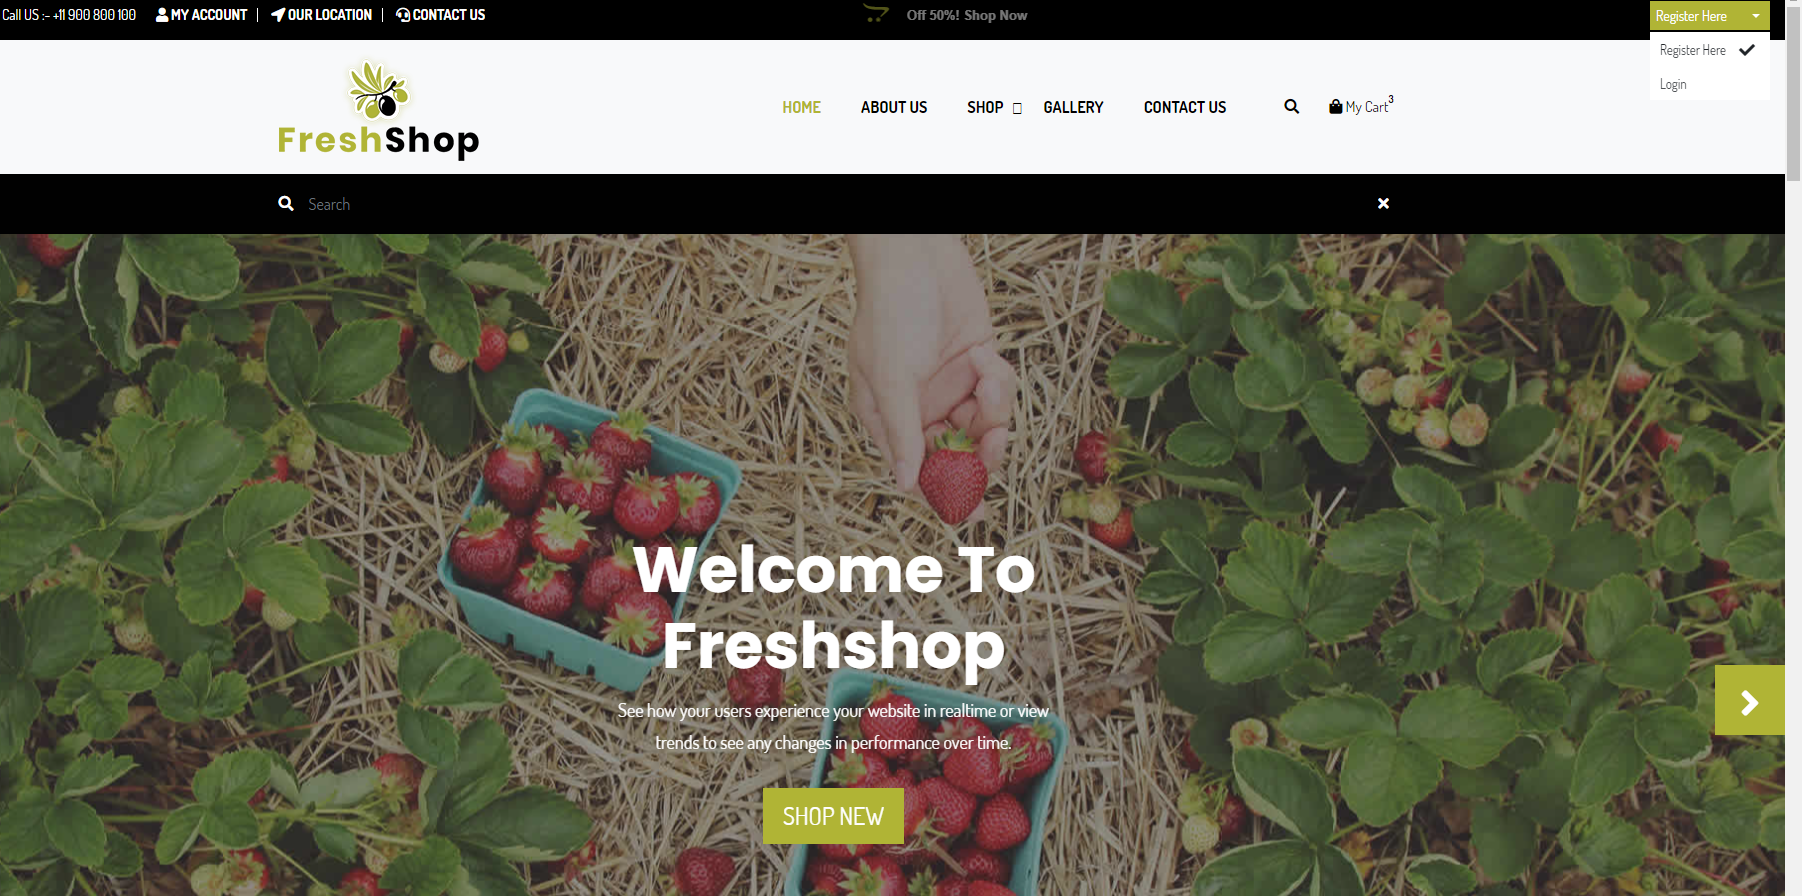 Call US :- +11 900 800 100
MY ACCOUNT
OUR LOCATION
CONTACT US
Off 50%! Shop Now
Register Here
Register Here
Login
FreshShop
HOME
ABOUT US
SHOP
GALLERY
CONTACT US
My Cart 3
Search
Welcome To
Freshshop
See how your users experience your website in realtime or view
trends to see any changes in performance over time.
SHOP NEW